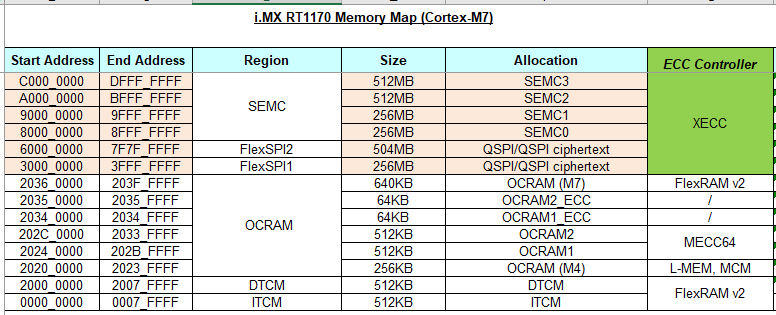 i.MX RT1170 Memory Map (Cortex-M7)
Start Address End Address Region Size Allocation ECC Controller
C000_0000 DFFF_FFFF SEMC 512MB SEMC3 XECC
A000_0000 BFFF_FFFF 512MB SEMC2
9000_0000 9FFF_FFFF 256MB SEMC1
8000_0000 8FFF_FFFF 256MB SEMC0
6000_0000 7F7F_FFFF FlexSPI2 504MB QSPI/QSPI ciphertext
3000_0000 3FFF_FFFF FlexSPI1 256MB QSPI/QSPI ciphertext
2036_0000 203F_FFFF OCRAM 640KB OCRAM (M7) FlexRAM v2
2035_0000 2035_FFFF 64KB OCRAM2_ECC /
2034_0000 2034_FFFF 64KB OCRAM1_ECC /
202C_0000 2033_FFFF 512KB OCRAM2 MECC64
2024_0000 202B_FFFF 512KB OCRAM1
2020_0000 2023_FFFF 256KB OCRAM (M4) L-MEM, MCM
2000_0000 2007_FFFF DTCM 512KB DTCM FlexRAM v2
0000_0000 0007_FFFF ITCM 512KB ITCM